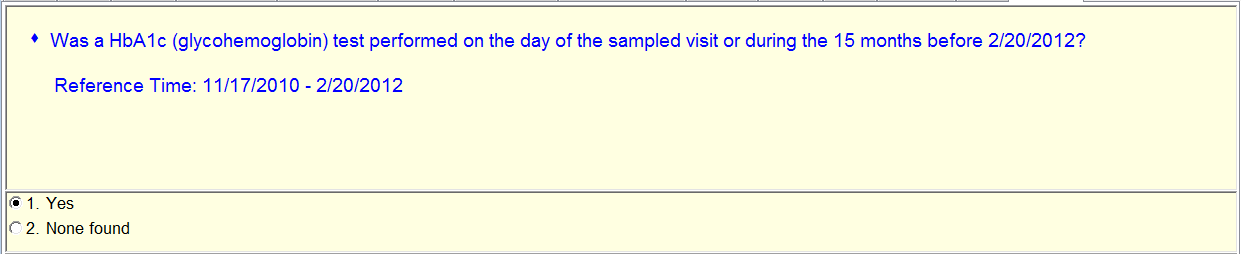 Was a HbA1c (glycohemoglobin) test performed on the day of the sampled visit or during the 15 months before 2/20/2012?
Reference Time: 11/17/2010 - 2/20/2012
1. Yes
2. None found